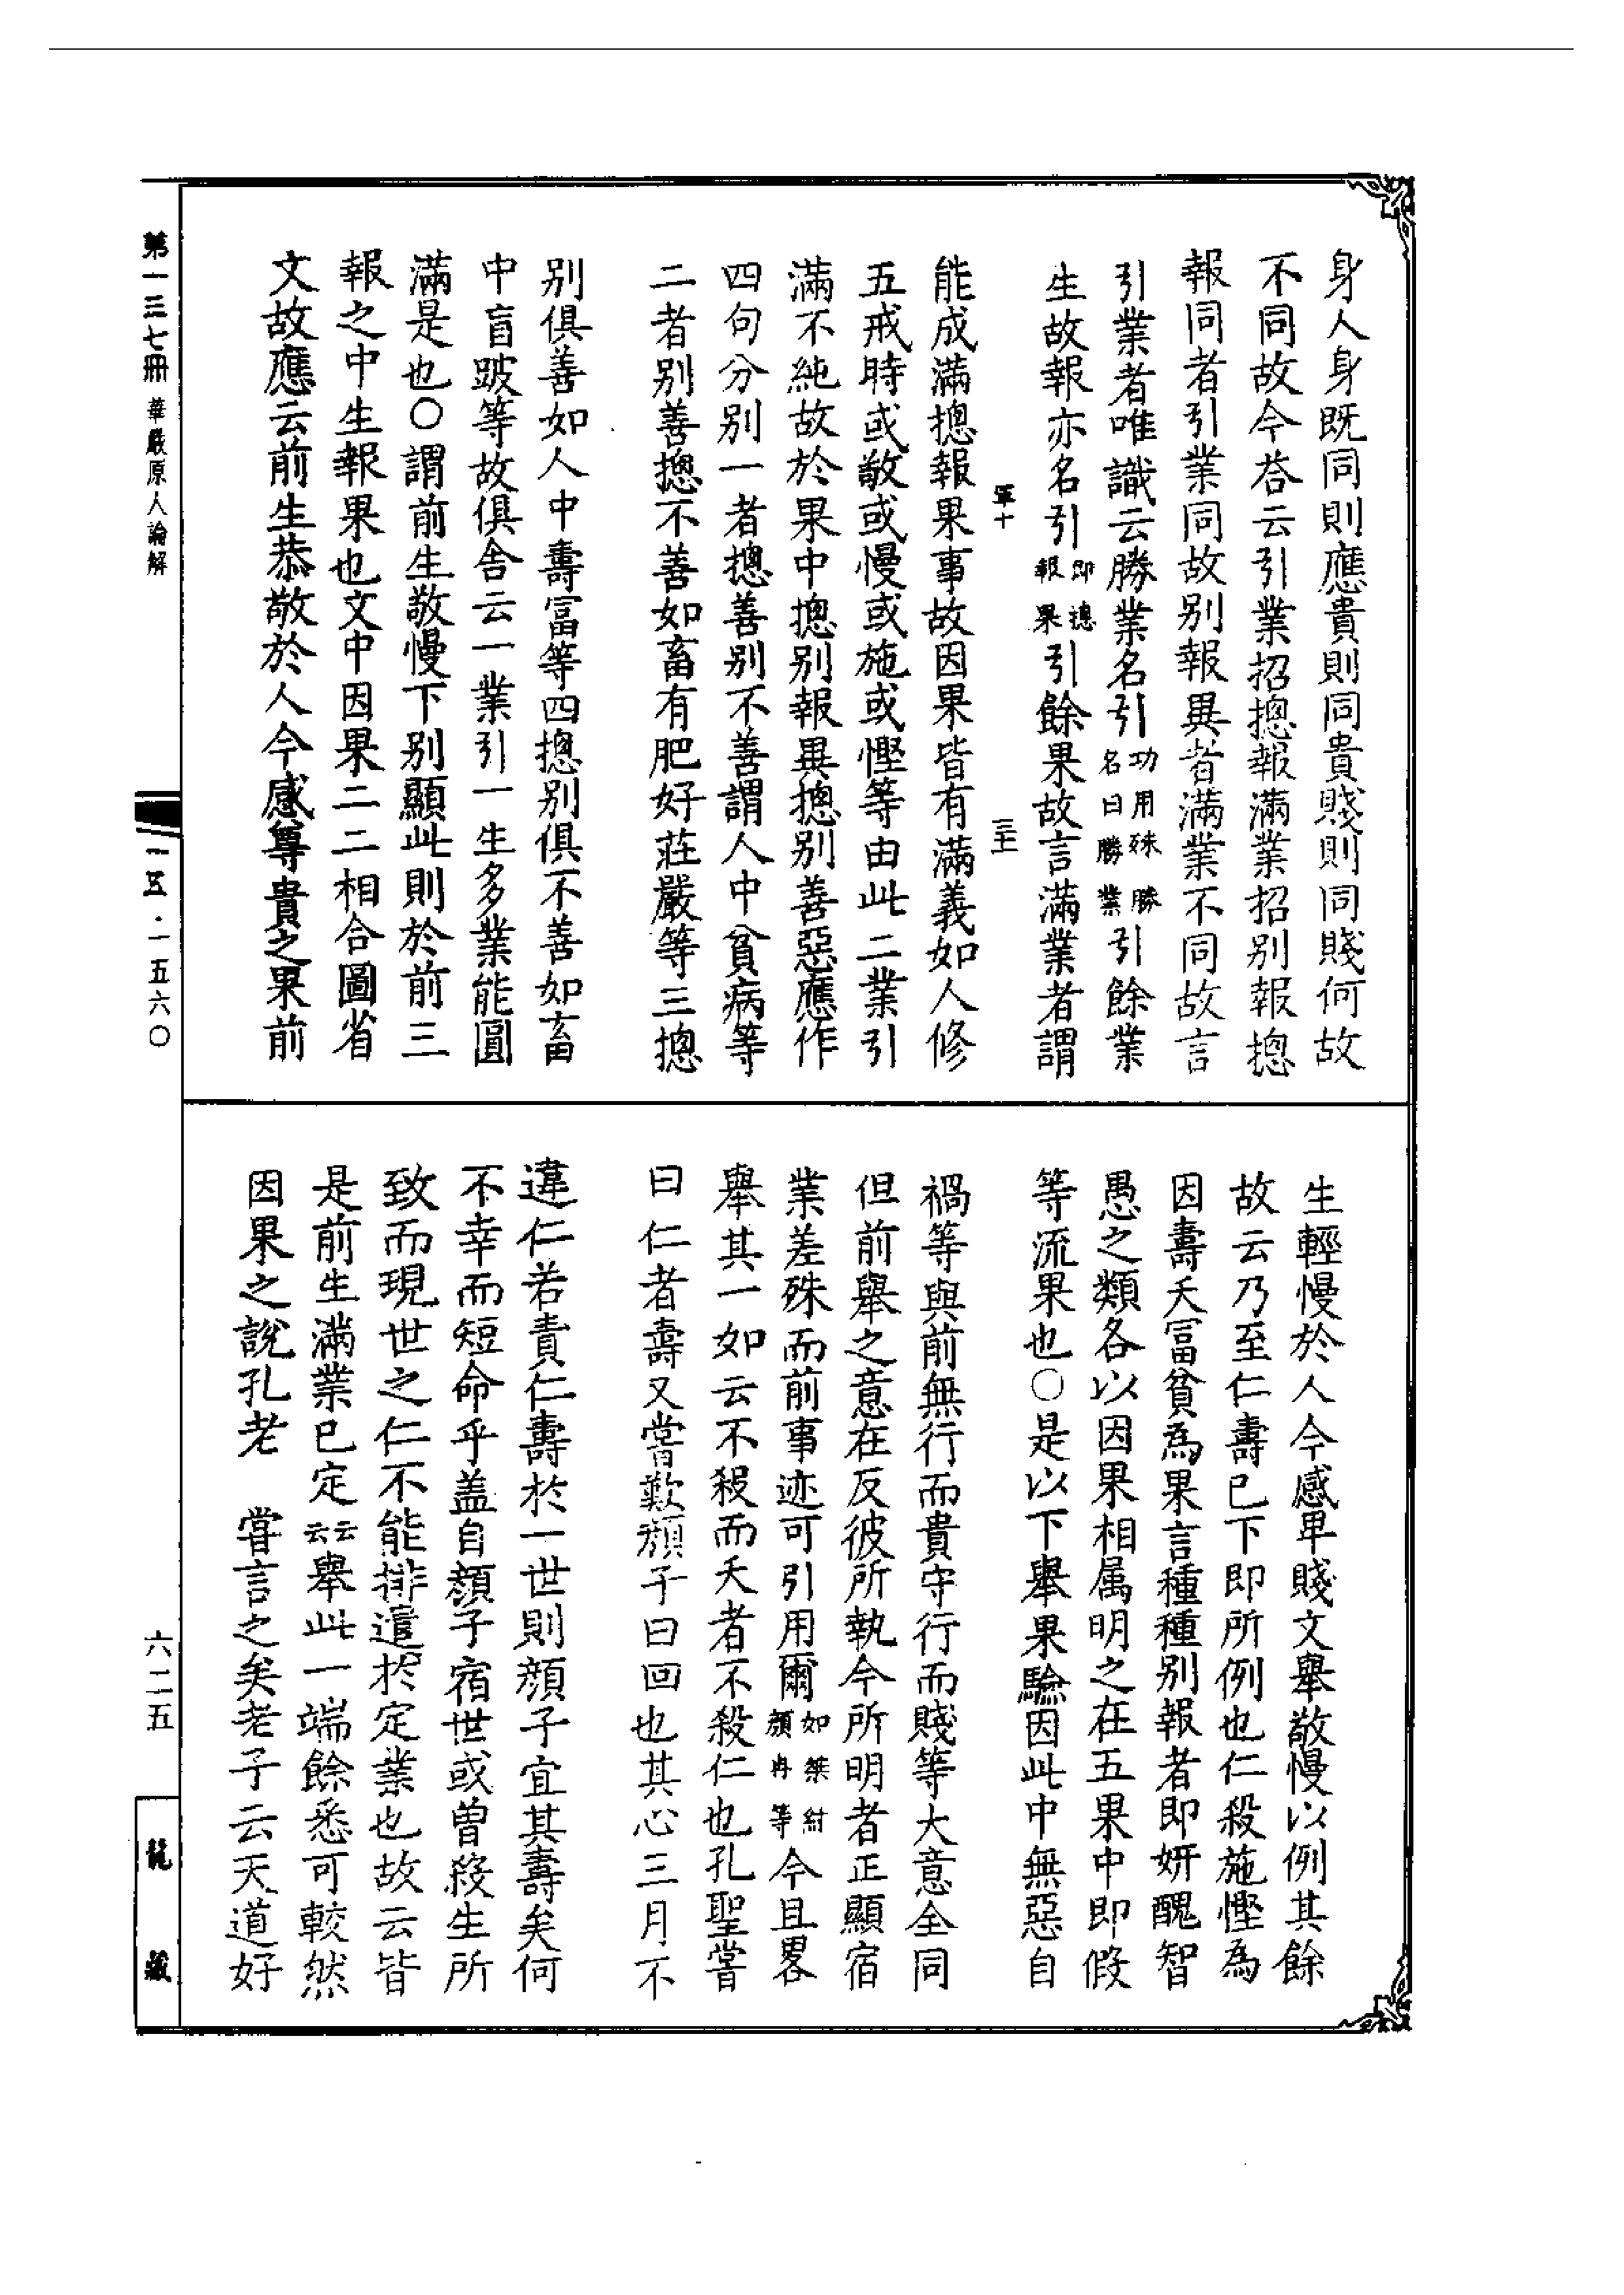 身人身既同則應貴則同貴賤則同賤何故
不同故今荅云引業招摠報滿業招別報摠
報同者引業同故別報異者滿業不同故言
引業者唯識云勝業名引功用殊勝名曰勝業引餘業
生故報亦名引即摠報果引餘果故言滿業者謂
軍十
三十一
能成滿摠報果事故因果皆有滿義如人修
五戒時或敬或慢或施或慳等由此二業引
滿不純故於果中摠別報異摠別善惡應作
四句分別一者摠善別不善謂人中貧病等
二者別善摠不善如畜有肥好莊嚴等三摠
別俱善如人中壽富等四摠別俱不善如畜
中盲跛等故俱舍云一業引一生多業能圓
滿是也〇謂前生敬慢下別顯此則於前三
報之中生報果也文中因果二二相合圖省
文故應云前生恭敬於人今感尊貴之果前
生輕慢於人今感卑賤文舉敬慢以例其餘
故云乃至仁壽已下即所例也仁殺施慳為
因壽夭冨貧為果言種種別報者即妍醜智
愚之類各以因果相属明之在五果中即假
等流果也〇是以下舉果驗因此中無惡自
禍等與前無行而貴守行而賤等大意全同
但前舉之意在反彼所執今所明者正顯宿
業差殊而前事迹可引用爾如桀紂顏冉等今且畧
舉其一如云不殺而夭者不殺仁也孔聖嘗
曰仁者壽又嘗歎顏子曰回也其心三月不
違仁若責仁壽於一世則顔子宜其壽矣何
不幸而短命乎盖自顏子宿世或曽殺生所
致而現世之仁不能排遣於定業也故云皆
是前生滿業已定云云舉此一端餘悉可較然
因果之說孔老　嘗言之矣老子云天道好
第一三七冊 華嚴原人論解
一五·一五六〇
六二五
龍藏